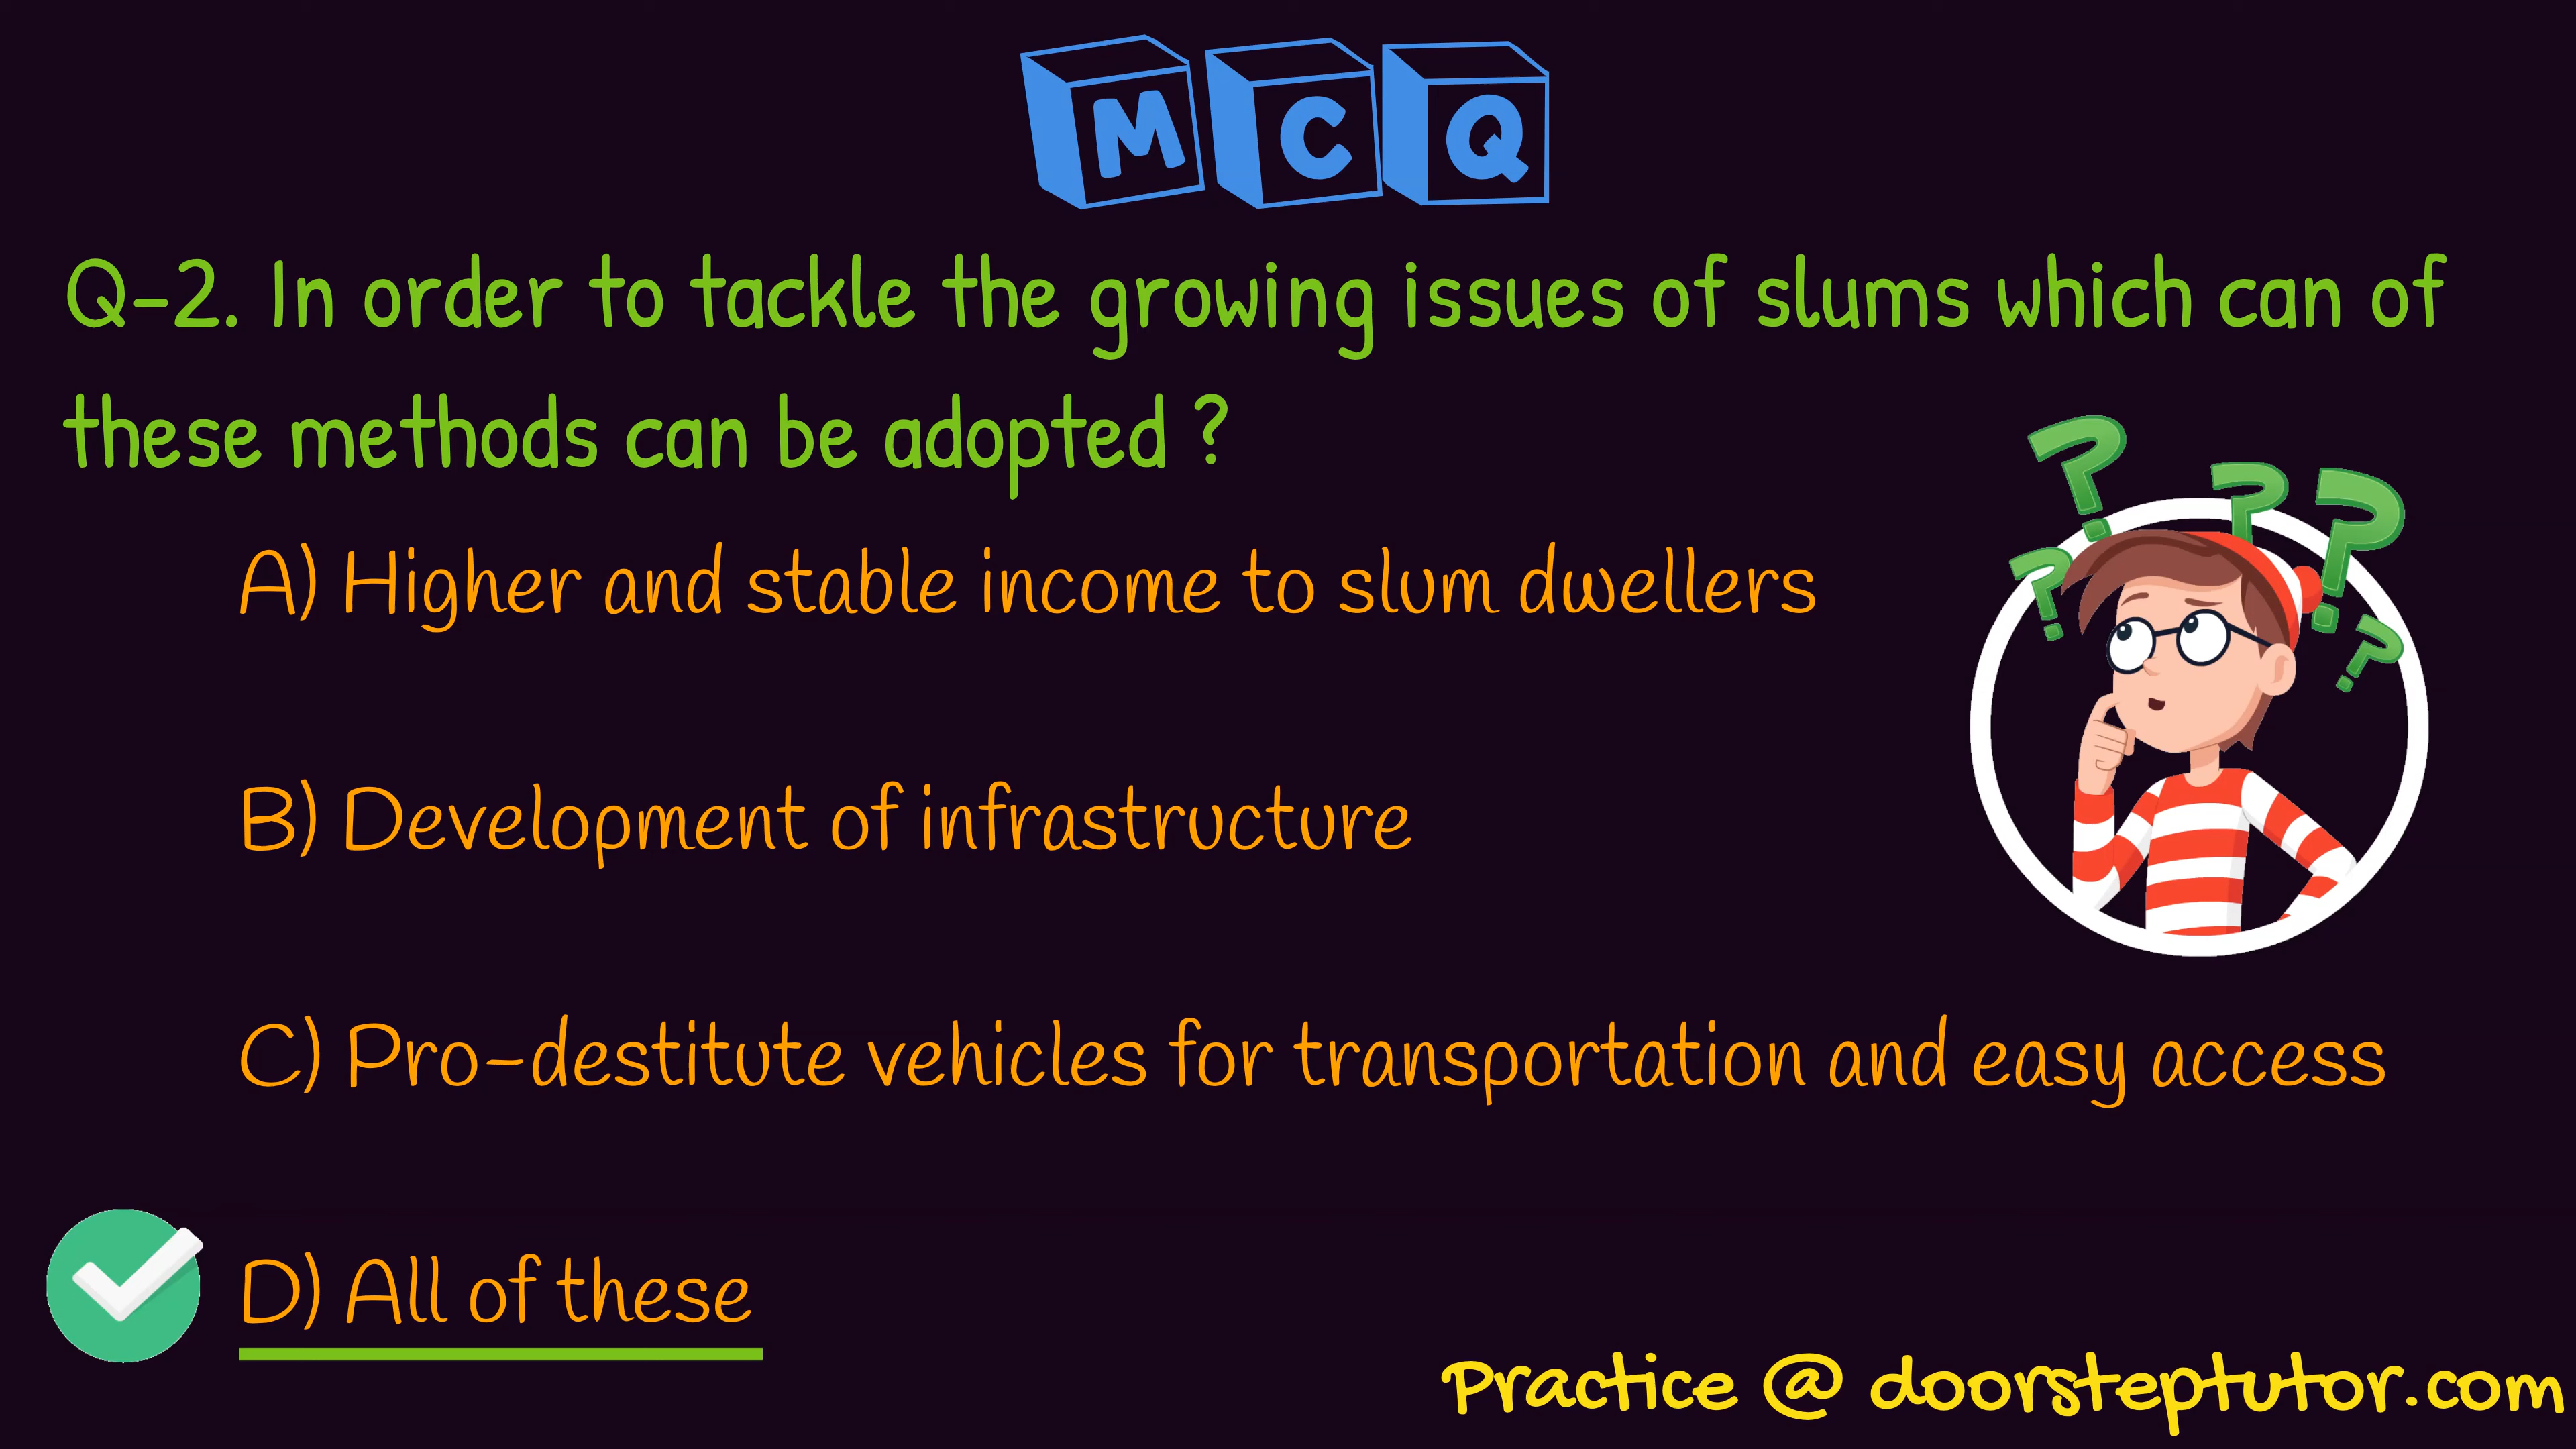 MCQ
Q-2. In order to tackle the growing issues of slums which can of
these methods can be adopted ?
A) Higher and stable income to slum dwellers
B) Development of infrastructure
C) Pro-destitute vehicles for transportation and easy access
D) All of these
Practice @ doorsteptutor.com